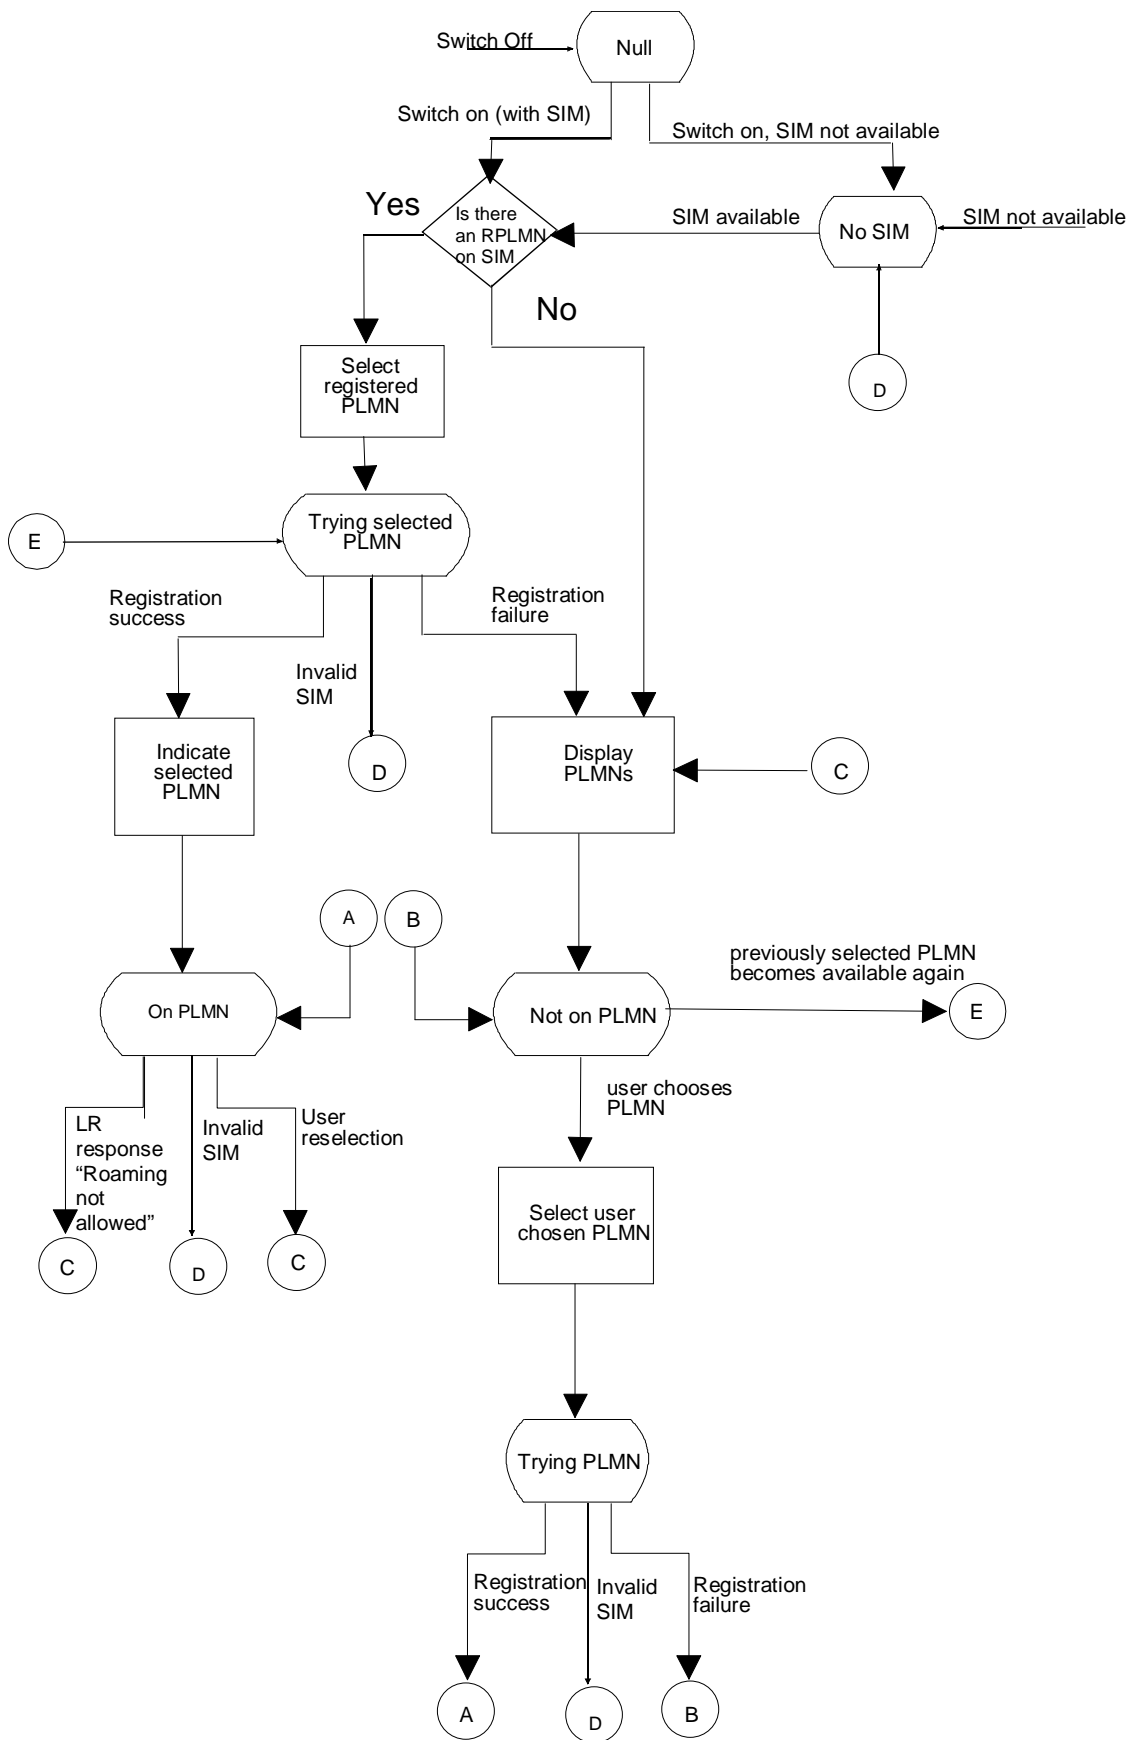 Switch Off
Null
Switch on (with SIM)
Switch on, SIM not available
Yes
Is there
an RPLMN
on SIM
SIM available
No SIM
SIM not available
No
Select
registered
PLMN
D
Trying selected
PLMN
E
Registration
success
Registration
failure
Invalid
SIM
Indicate
selected
PLMN
D
Display
PLMNs
C
A
B
previously selected PLMN
becomes available again
On PLMN
Not on PLMN
E
user chooses
PLMN
LR
response
“Roaming
not
allowed”
Invalid
SIM
User
reselection
C
D
C
Select user
chosen PLMN
Trying PLMN
Registration
success
Invalid
SIM
Registration
failure
A
D
B